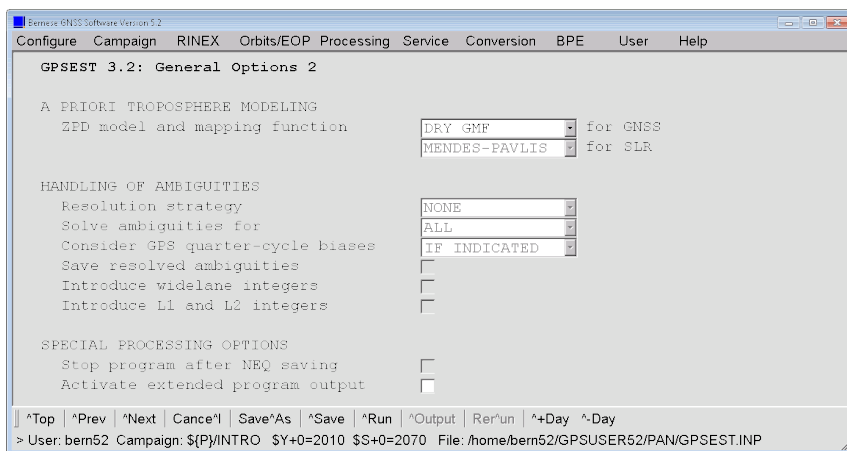 Bernese GNSS Software Version 5.2
Configure Campaign RINEX Orbits/EOP Processing Service Conversion BPE User Help
GPSEST 3.2: General Options 2
A PRIORI TROPOSPHERE MODELING
ZPD model and mapping function DRY GMF for GNSS
MENDES-PAVLIS for SLR
HANDLING OF AMBIGUITIES
Resolution strategy NONE
Solve ambiguities for ALL
Consider GPS quarter-cycle biases IF INDICATED
Save resolved ambiguities
Introduce widelane integers
Introduce L1 and L2 integers
SPECIAL PROCESSING OPTIONS
Stop program after NEQ saving
Activate extended program output
^Top ^Prev ^Next Cance^l Save^As ^Save ^Run ^Output Rer^un ^+Day ^-Day
> User: bern52 Campaign: ${P}/INTRO $Y+0=2010 $S+0=2070 File: /home/bern52/GPSUSER52/PAN/GPSEST.INP